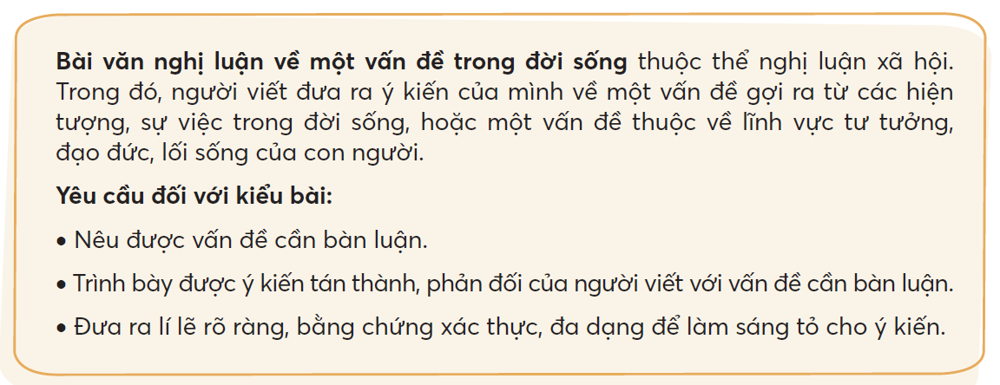 Bài văn nghị luận về một vấn đề trong đời sống thuộc thể nghị luận xã hội.
Trong đó, người viết đưa ra ý kiến của mình về một vấn đề gợi ra từ các hiện
tượng, sự việc trong đời sống, hoặc một vấn đề thuộc về lĩnh vực tư tưởng,
đạo đức, lối sống của con người.
Yêu cầu đối với kiểu bài:
• Nêu được vấn đề cần bàn luận.
• Trình bày được ý kiến tán thành, phản đối của người viết với vấn đề cần bàn luận.
• Đưa ra lí lẽ rõ ràng, bằng chứng xác thực, đa dạng để làm sáng tỏ cho ý kiến.